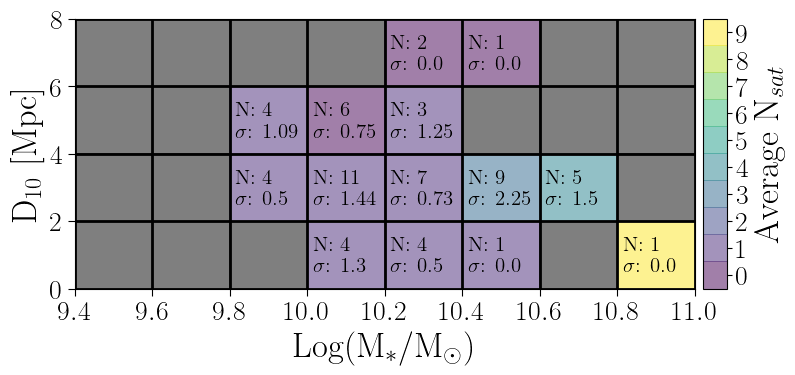 8
N: 2
σ: 0.0
N: 1
σ: 0.0
6
N: 4
σ: 1.09
N: 6
σ: 0.75
N: 3
σ: 1.25
4
N: 4
σ: 0.5
N: 11
σ: 1.44
N: 7
σ: 0.73
N: 9
σ: 2.25
N: 5
σ: 1.5
2
N: 4
σ: 1.3
N: 4
σ: 0.5
N: 1
σ: 0.0
N: 1
σ: 0.0
0
D₁₀ [Mpc]
9.4 9.6 9.8 10.0 10.2 10.4 10.6 10.8 11.0
Log(M*/M⊙)
9
8
7
6
5
4
3
2
1
0
Average N_sat